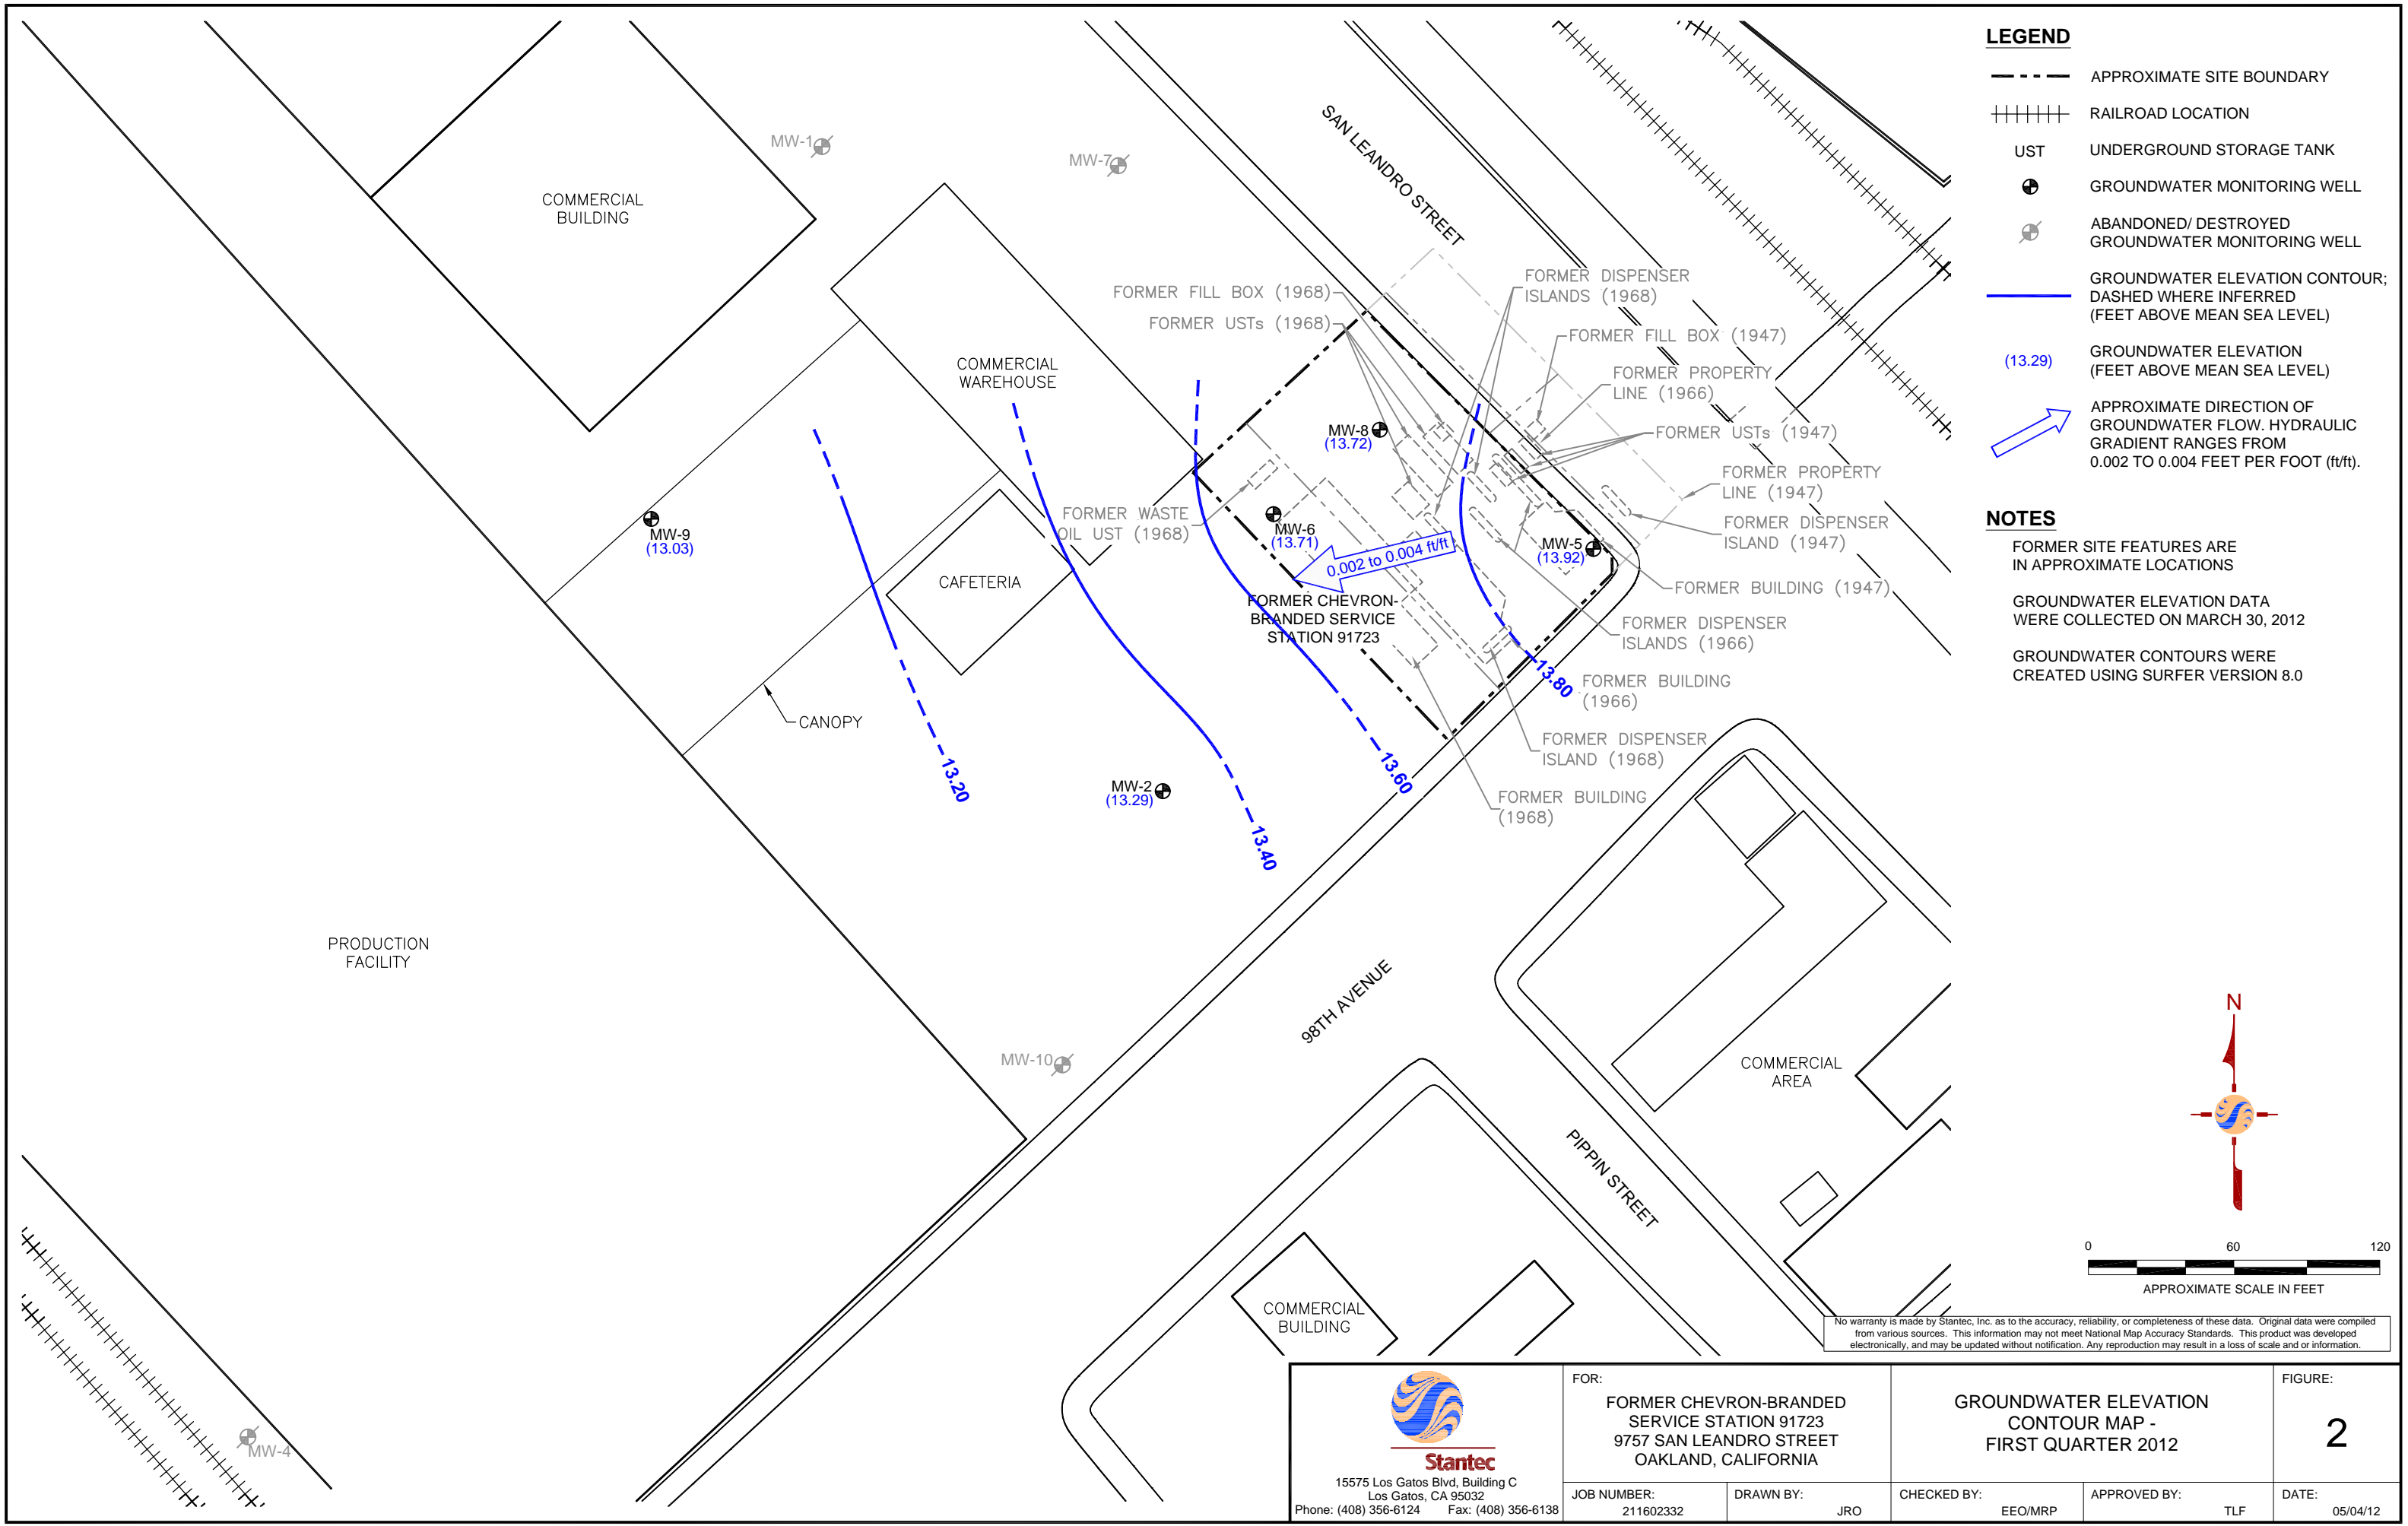 LEGEND
APPROXIMATE SITE BOUNDARY
RAILROAD LOCATION
UST
UNDERGROUND STORAGE TANK
GROUNDWATER MONITORING WELL
ABANDONED/ DESTROYED
GROUNDWATER MONITORING WELL
GROUNDWATER ELEVATION CONTOUR;
DASHED WHERE INFERRED
(FEET ABOVE MEAN SEA LEVEL)
(13.29)
GROUNDWATER ELEVATION
(FEET ABOVE MEAN SEA LEVEL)
APPROXIMATE DIRECTION OF
GROUNDWATER FLOW. HYDRAULIC
GRADIENT RANGES FROM
0.002 TO 0.004 FEET PER FOOT (ft/ft).
NOTES
FORMER SITE FEATURES ARE
IN APPROXIMATE LOCATIONS
GROUNDWATER ELEVATION DATA
WERE COLLECTED ON MARCH 30, 2012
GROUNDWATER CONTOURS WERE
CREATED USING SURFER VERSION 8.0
MW-1
MW-7
SAN LEANDRO STREET
COMMERCIAL
BUILDING
FORMER FILL BOX (1968)
FORMER USTs (1968)
FORMER DISPENSER
ISLANDS (1968)
FORMER FILL BOX (1947)
FORMER PROPERTY
LINE (1966)
FORMER USTs (1947)
FORMER PROPERTY
LINE (1947)
FORMER DISPENSER
ISLAND (1947)
COMMERCIAL
WAREHOUSE
MW-8
(13.72)
MW-9
(13.03)
FORMER WASTE
OIL UST (1968)
MW-6
(13.71)
0.002 to 0.004 ft/ft
MW-5
(13.92)
CAFETERIA
FORMER CHEVRON-
BRANDED SERVICE
STATION 91723
FORMER BUILDING (1947)
FORMER DISPENSER
ISLANDS (1966)
FORMER BUILDING
(1966)
FORMER DISPENSER
ISLAND (1968)
FORMER BUILDING
(1968)
CANOPY
13.20
13.40
13.60
13.80
MW-2
(13.29)
PRODUCTION
FACILITY
98TH AVENUE
MW-10
COMMERCIAL
AREA
PIPPIN STREET
COMMERCIAL
BUILDING
MW-4
N
0 60 120
APPROXIMATE SCALE IN FEET
No warranty is made by Stantec, Inc. as to the accuracy, reliability, or completeness of these data. Original data were compiled
from various sources. This information may not meet National Map Accuracy Standards. This product was developed
electronically, and may be updated without notification. Any reproduction may result in a loss of scale and or information.
Stantec
15575 Los Gatos Blvd, Building C
Los Gatos, CA 95032
Phone: (408) 356-6124 Fax: (408) 356-6138
FOR:
FORMER CHEVRON-BRANDED
SERVICE STATION 91723
9757 SAN LEANDRO STREET
OAKLAND, CALIFORNIA
GROUNDWATER ELEVATION
CONTOUR MAP -
FIRST QUARTER 2012
FIGURE:
2
JOB NUMBER:
211602332
DRAWN BY:
JRO
CHECKED BY:
EEO/MRP
APPROVED BY:
TLF
DATE:
05/04/12